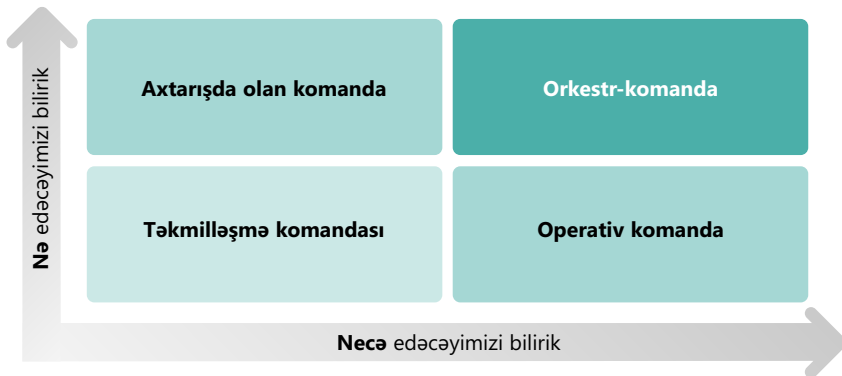 Nə edəcəyimizi bilirik
Axtarışda olan komanda
Orkestr-komanda
Təkmilləşmə komandası
Operativ komanda
Necə edəcəyimizi bilirik